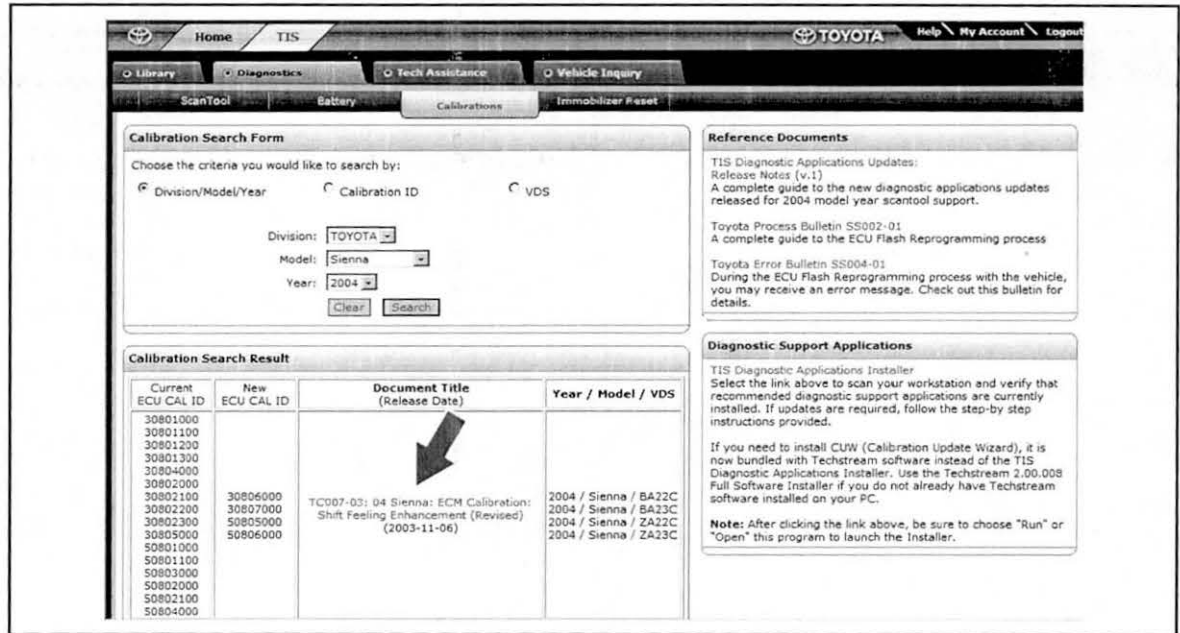 Home TIS TOYOTA Help My Account Logout
Library Diagnostics Tech Assistance Vehicle Inquiry
ScanTool Battery Calibrations Immobilizer Reset
Calibration Search Form
Choose the criteria you would like to search by:
Division/Model/Year Calibration ID VDS
Division: TOYOTA
Model: Sienna
Year: 2004
Clear Search
Calibration Search Result
Current
ECU CAL ID
New
ECU CAL ID
Document Title
(Release Date)
Year / Model / VDS
30801000
30801100
30801200
30801300
30804000
30802000
30802100
30802200
30802300
30805000
50801000
50801100
50803000
50802000
50802100
50804000
30806000
30807000
50805000
50806000
TC007-03: 04 Sienna: ECM Calibration:
Shift Feeling Enhancement (Revised)
(2003-11-06)
2004 / Sienna / BA22C
2004 / Sienna / BA23C
2004 / Sienna / ZA22C
2004 / Sienna / ZA23C
Reference Documents
TIS Diagnostic Applications Updates:
Release Notes (v.1)
A complete guide to the new diagnostic applications updates
released for 2004 model year scantool support.
Toyota Process Bulletin SS002-01
A complete guide to the ECU Flash Reprogramming process
Toyota Error Bulletin SS004-01
During the ECU Flash Reprogramming process with the vehicle,
you may receive an error message. Check out this bulletin for
details.
Diagnostic Support Applications
TIS Diagnostic Applications Installer
Select the link above to scan your workstation and verify that
recommended diagnostic support applications are currently
installed. If updates are required, follow the step-by step
instructions provided.
If you need to install CUW (Calibration Update Wizard), it is
now bundled with Techstream software instead of the TIS
Diagnostic Applications Installer. Use the Techstream 2.00.008
Full Software Installer if you do not already have Techstream
software installed on your PC.
Note: After clicking the link above, be sure to choose "Run" or
"Open" this program to launch the Installer.